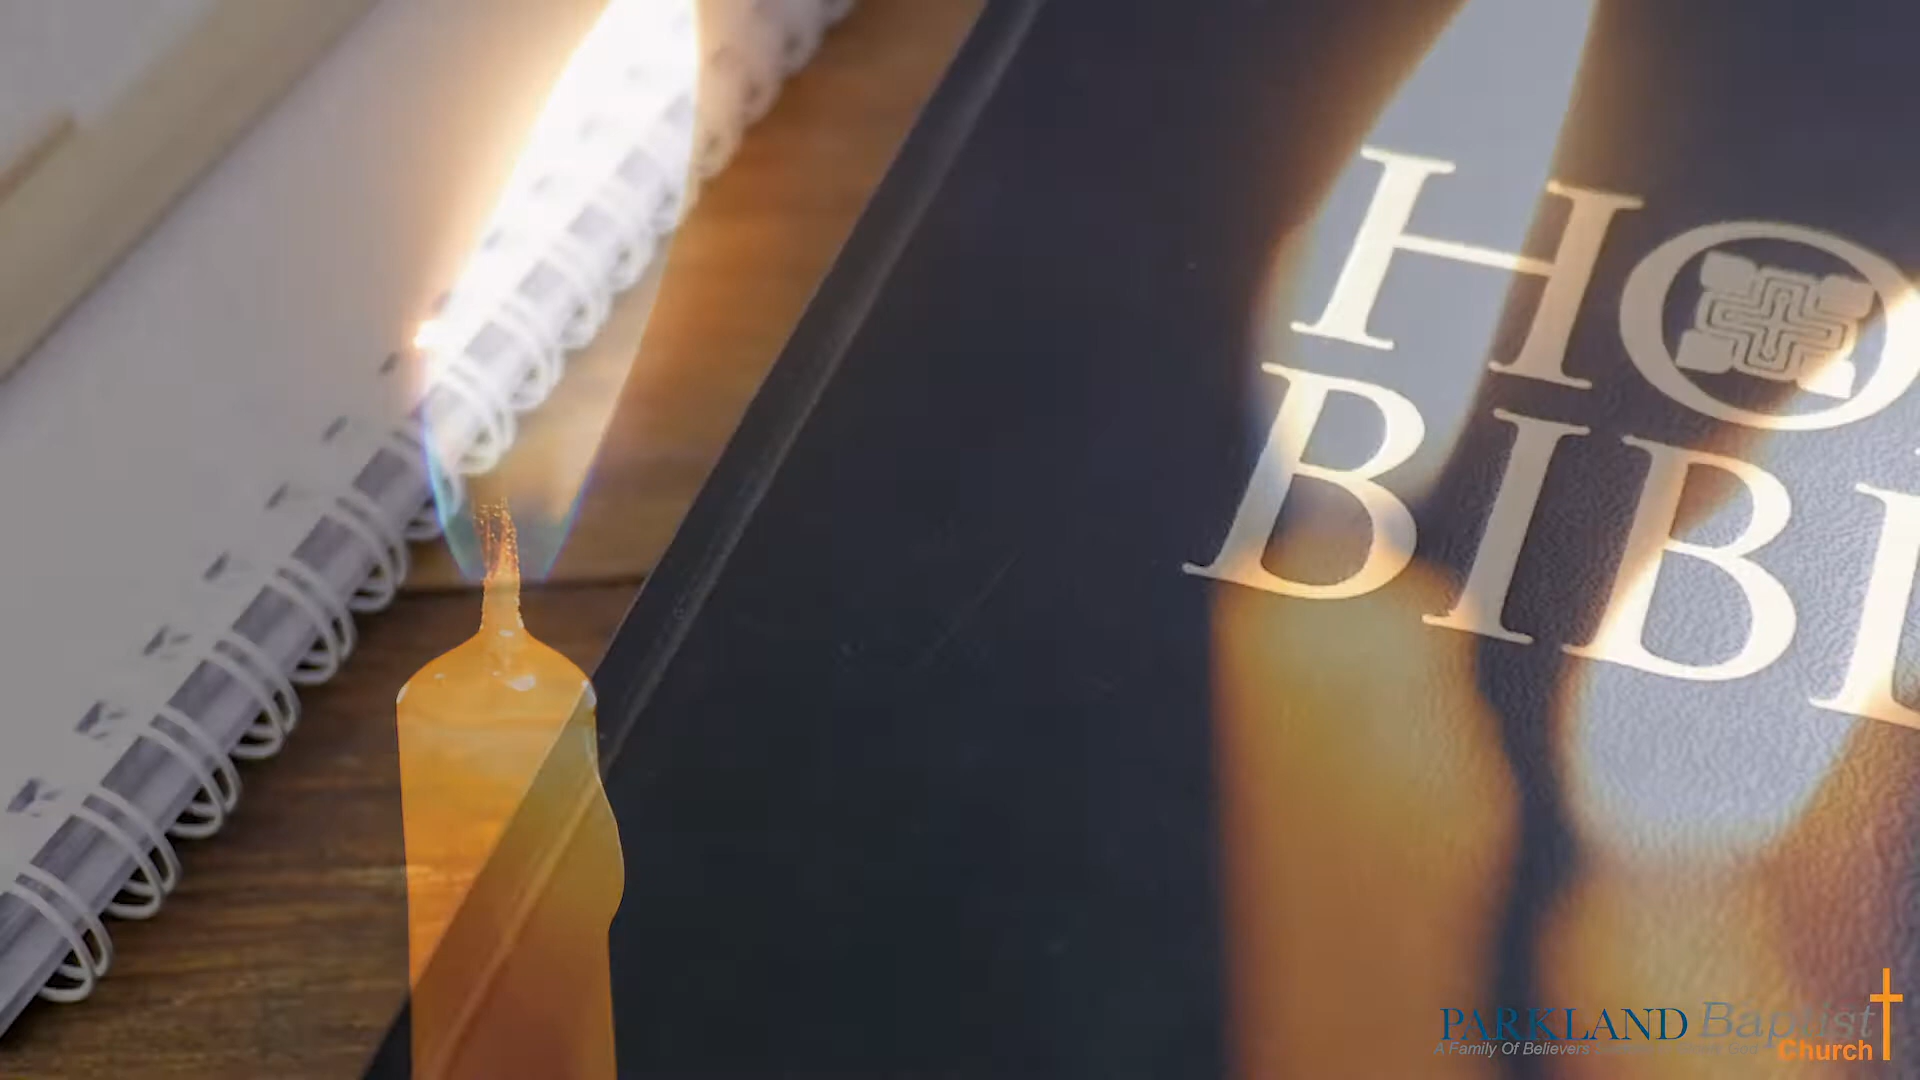 HO
BIBL
PARKLAND Baptist
A Family Of Believers
Church